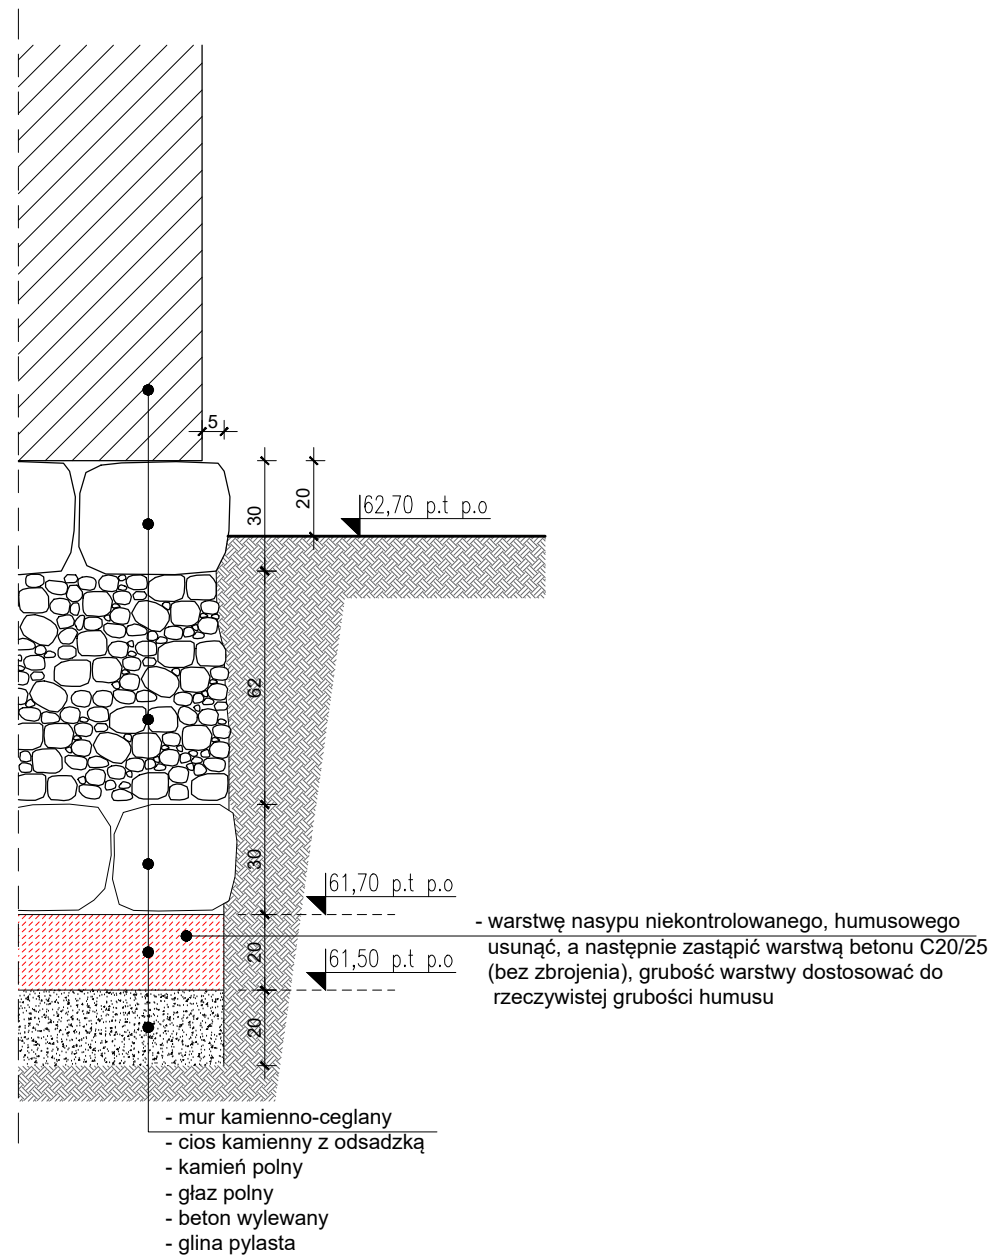 5
30
20
62,70 p.t p.o
62
30
61,70 p.t p.o
- warstwę nasypu niekontrolowanego, humusowego
usunąć, a następnie zastąpić warstwą betonu C20/25
(bez zbrojenia), grubość warstwy dostosować do
rzeczywistej grubości humusu
20
61,50 p.t p.o
20
- mur kamienno-ceglany
- cios kamienny z odsadzką
- kamień polny
- głaz polny
- beton wylewany
- glina pylasta